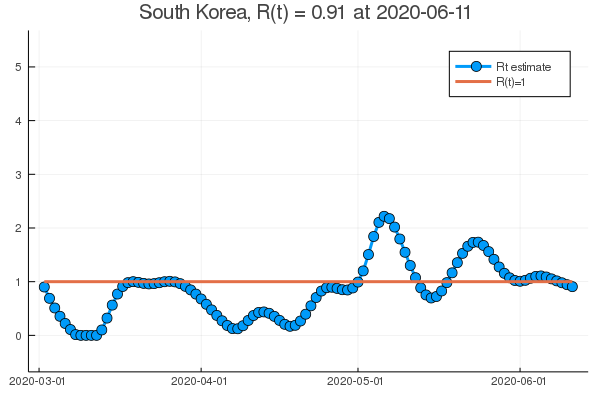 South Korea, R(t) = 0.91 at 2020-06-11
5
4
3
2
1
0
Rt estimate
R(t)=1
2020-03-01 2020-04-01 2020-05-01 2020-06-01